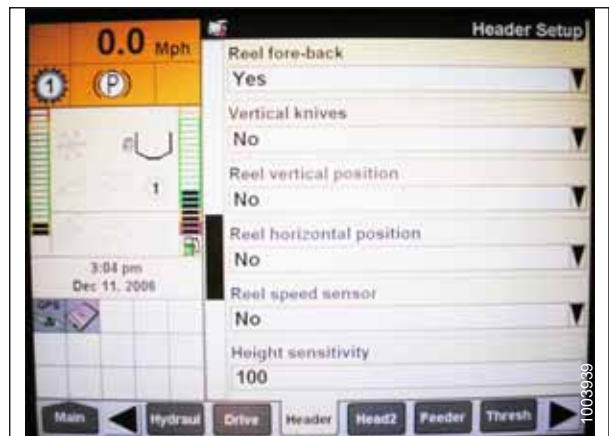 0.0 Mph
1
(P)
1
3:04 pm
Dec 11, 2006
GPS
Header Setup
Reel fore-back
Yes
Vertical knives
No
Reel vertical position
No
Reel horizontal position
No
Reel speed sensor
No
Height sensitivity
100
Main
Hydraul
Drive
Header
Head2
Feeder
Thresh
1003939